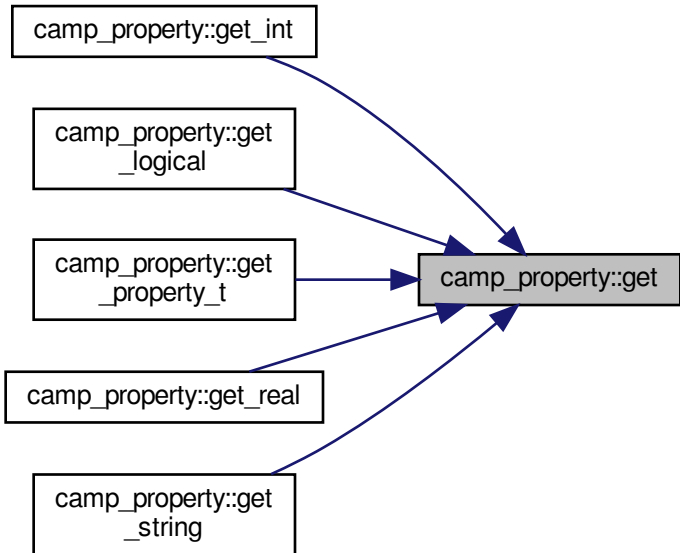 camp_property::get_int
camp_property::get
_logical
camp_property::get
_property_t
camp_property::get
camp_property::get_real
camp_property::get
_string